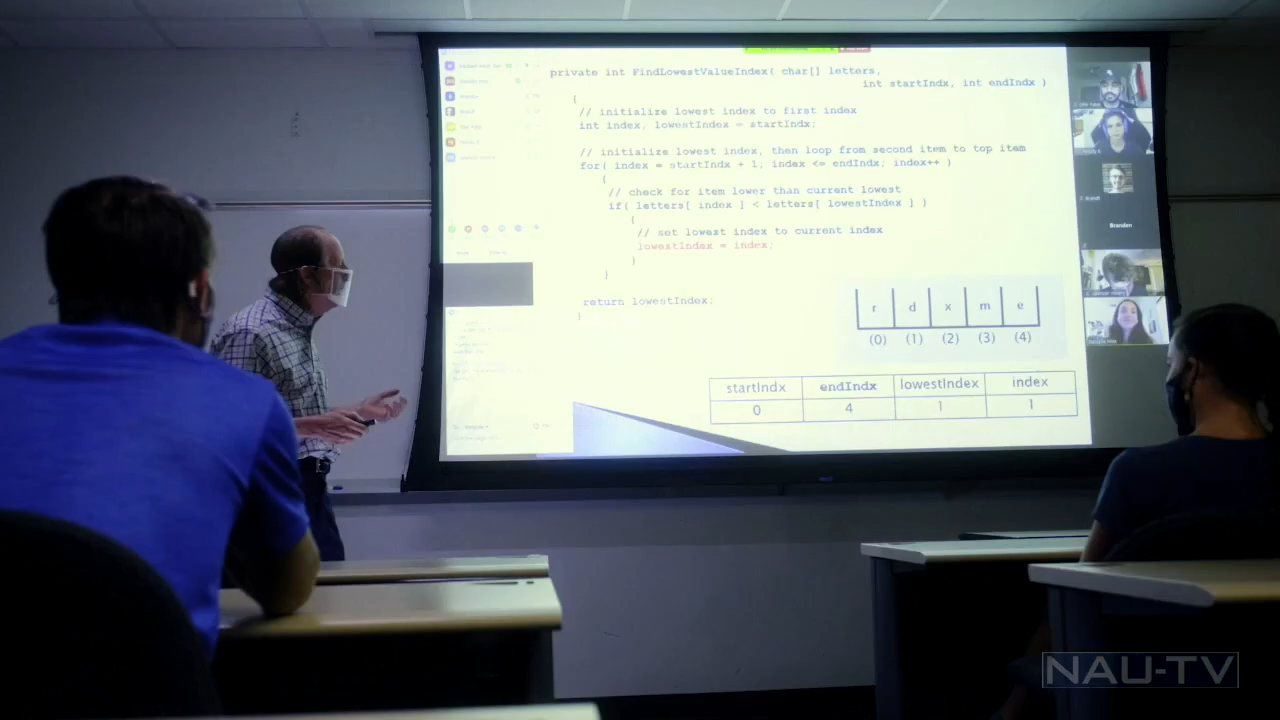 private int FindLowestValueIndex( char[] letters,
int startIndx, int endIndx )
{
// initialize lowest index to first index
int index, lowestIndex = startIndx;
// initialize lowest index, then loop from second item to top item
for( index = startIndx + 1; index <= endIndx; index++ )
{
// check for item lower than current lowest
if( letters[ index ] < letters[ lowestIndex ] )
{
// set lowest index to current index
lowestIndex = index;
}
}
return lowestIndex;
}
r d x m e
(0) (1) (2) (3) (4)
startIndx endIndx lowestIndex index
0 4 1 1
Branden
NAU-TV